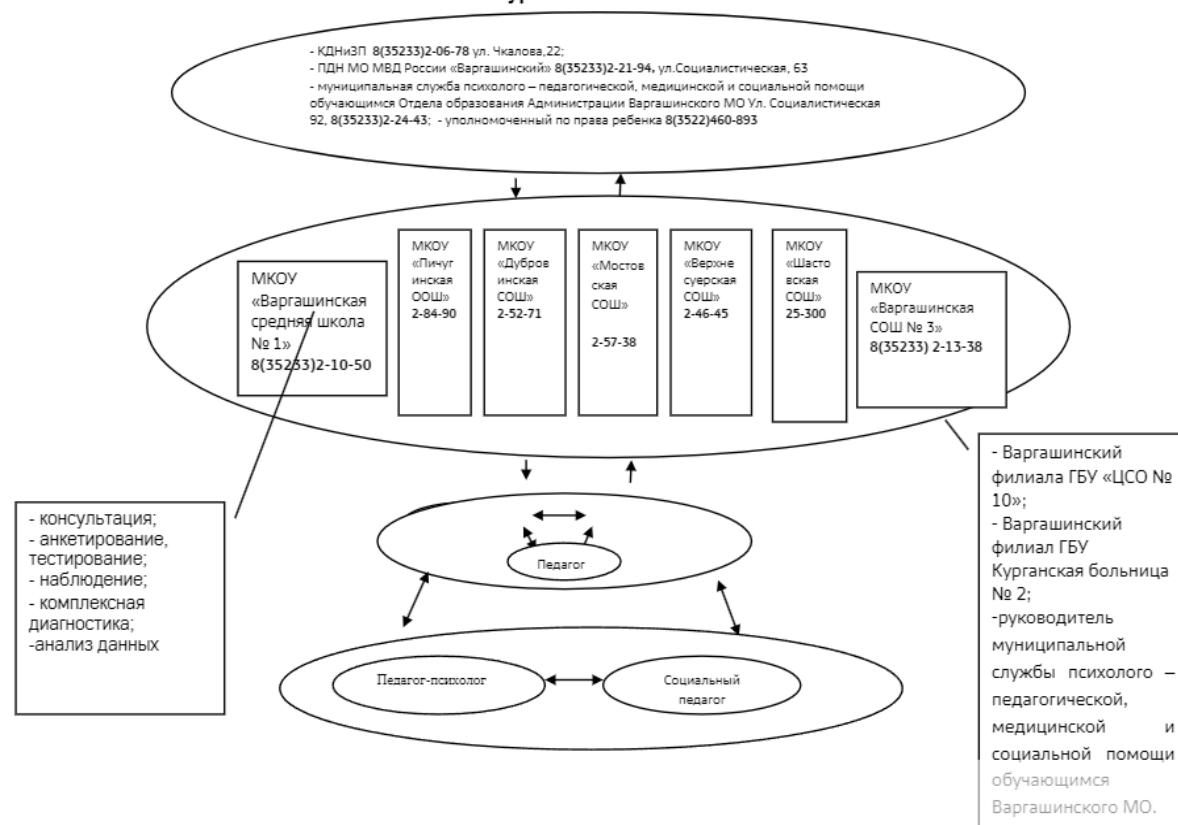 - КДНиЗП 8(35233)2-06-78 ул. Чкалова,22;
- ПДН МО МВД России «Варгашинский» 8(35233)2-21-94, ул.Социалистическая, 63
- муниципальная служба психолого – педагогической, медицинской и социальной помощи
обучающимся Отдела образования Администрации Варгашинского МО Ул. Социалистическая
92, 8(35233)2-24-43; - уполномоченный по права ребенка 8(3522)460-893
МКОУ
«Варгашинская
средняя школа
№ 1»
8(35233)2-10-50
МКОУ
«Пичуг
инская
ООШ»
2-84-90
МКОУ
«Дубров
инская
СОШ»
2-52-71
МКОУ
«Мостов
ская
СОШ»
2-57-38
МКОУ
«Верхне
суерская
СОШ»
2-46-45
МКОУ
«Шасто
вская
СОШ»
25-300
МКОУ
«Варгашинская
СОШ № 3»
8(35233) 2-13-38
- консультация;
- анкетирование,
тестирование;
- наблюдение;
- комплексная
диагностика;
-анализ данных
Педагог
Педагог-психолог
Социальный
педагог
- Варгашинский
филиала ГБУ «ЦСО №
10»;
- Варгашинский
филиал ГБУ
Курганская больница
№ 2;
-руководитель
муниципальной
службы психолого –
педагогической,
медицинской и
социальной помощи
обучающимся
Варгашинского МО.